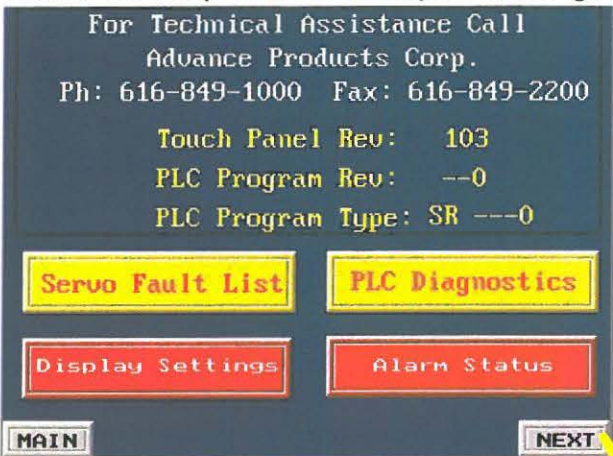 For Technical Assistance Call
Advance Products Corp.
Ph: 616-849-1000 Fax: 616-849-2200
Touch Panel Rev: 103
PLC Program Rev: --0
PLC Program Type: SR ---0
Servo Fault List
PLC Diagnostics
Display Settings
Alarm Status
MAIN
NEXT